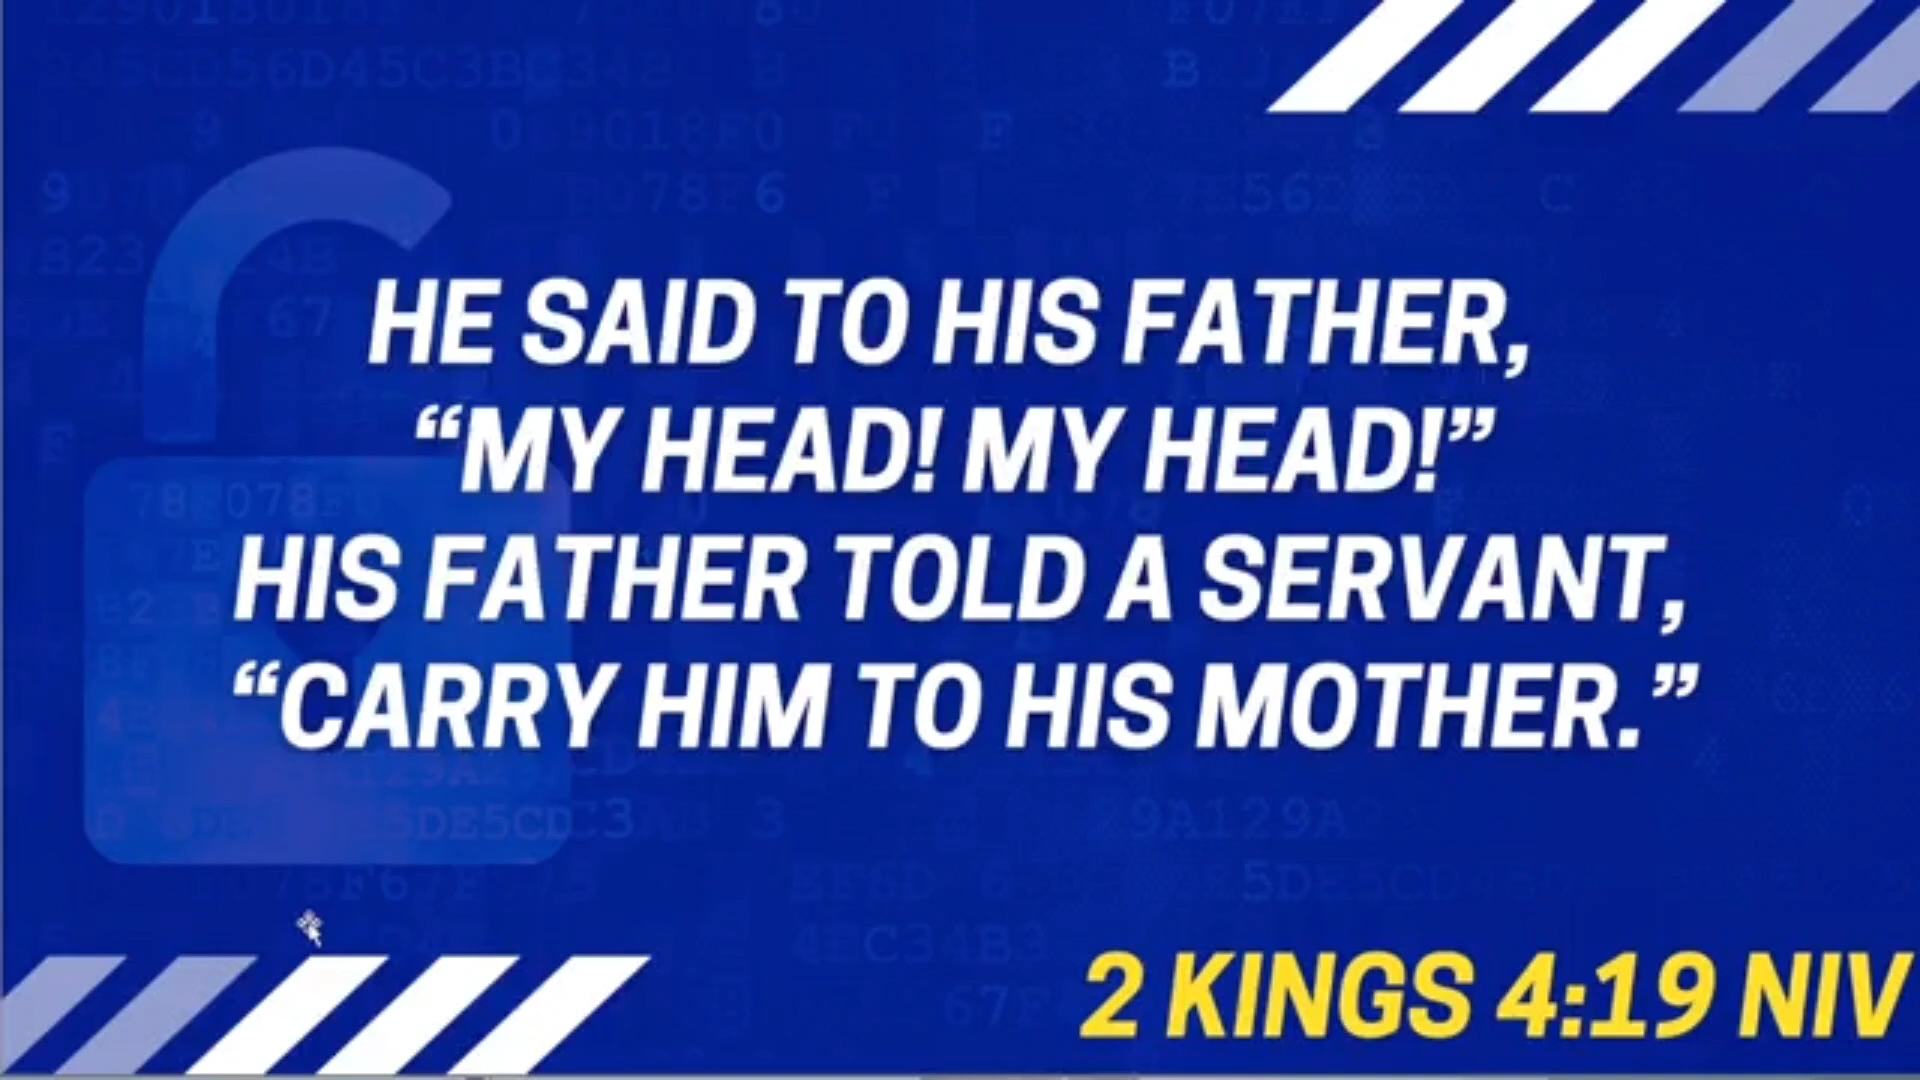 HE SAID TO HIS FATHER,
“MY HEAD! MY HEAD!”
HIS FATHER TOLD A SERVANT,
“CARRY HIM TO HIS MOTHER.”
2 KINGS 4:19 NIV